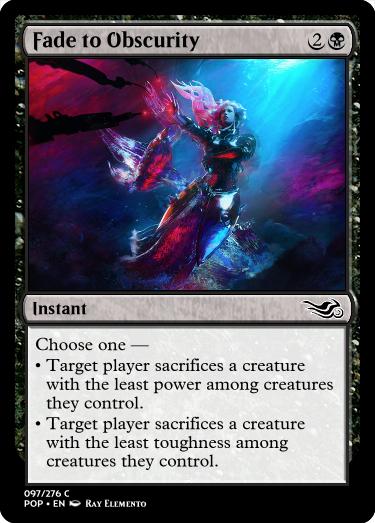 Fade to Obscurity 2
Instant
Choose one —
• Target player sacrifices a creature
with the least power among creatures
they control.
• Target player sacrifices a creature
with the least toughness among
creatures they control.
097/276 C
POP • EN Ray Elemento